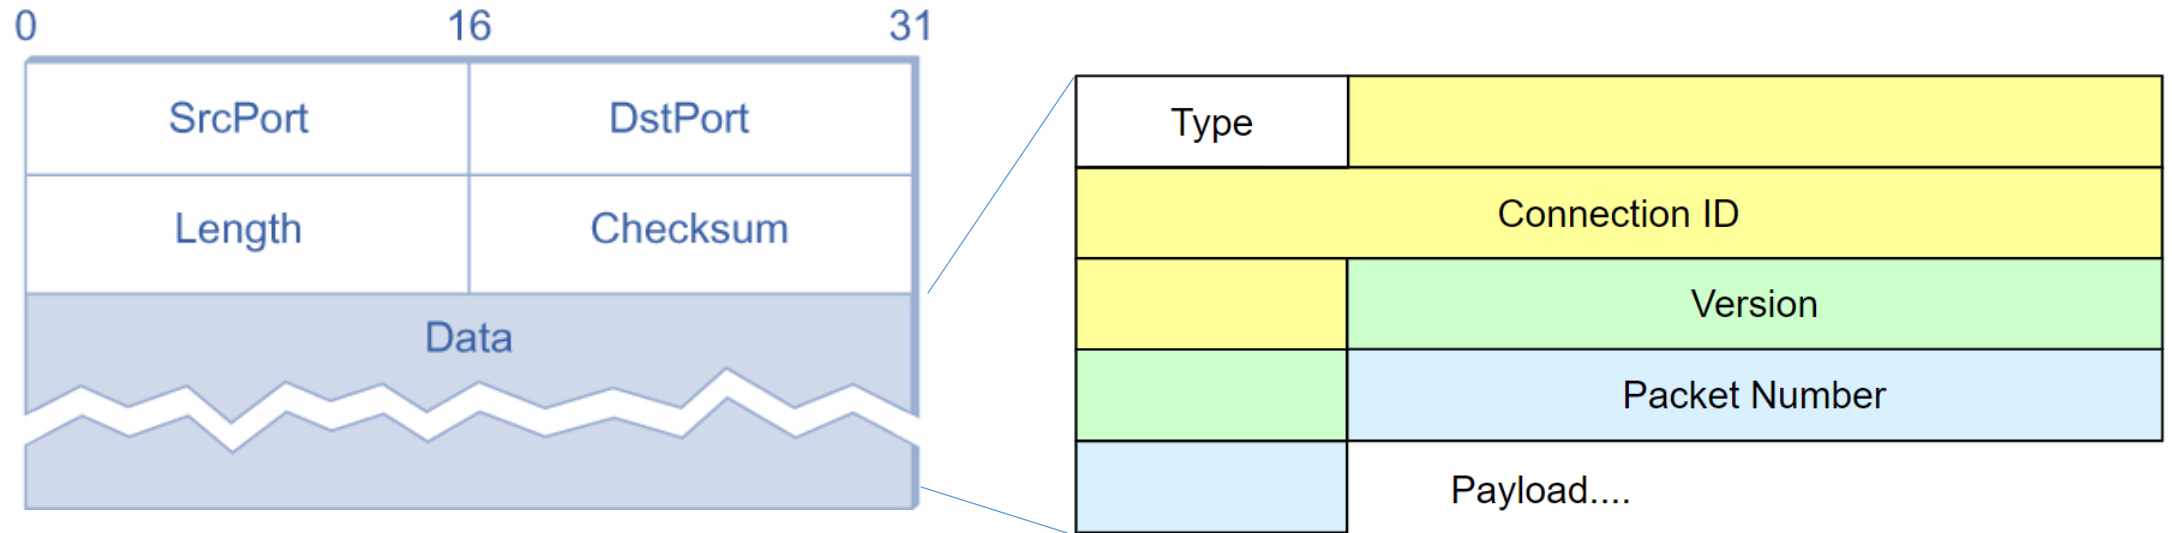 0 16 31
SrcPort DstPort
Length Checksum
Data
Type
Connection ID
Version
Packet Number
Payload....